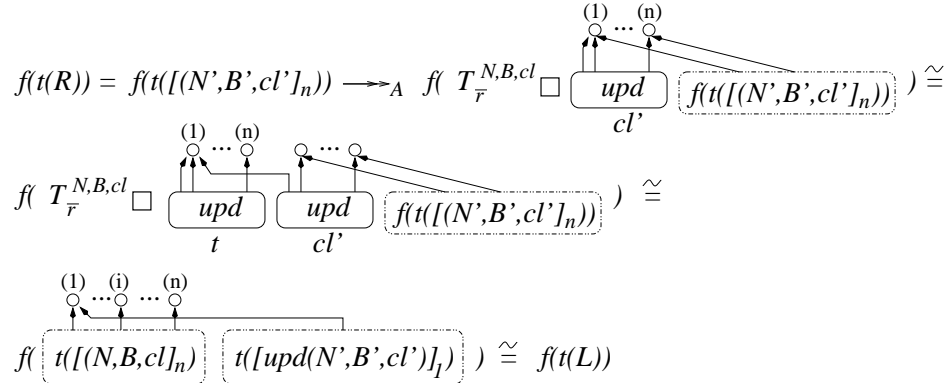 (1) ··· (n)
f(t(R)) = f(t([(N',B',cl']ₙ)) ⟶_A f( T_r̅^{N,B,cl} □ upd f(t([(N',B',cl']ₙ)) ) ≅
cl'
(1) ··· (n) ···
f( T_r̅^{N,B,cl} □ upd upd f(t([(N',B',cl']ₙ)) ) ≅
t cl'
(1) ··· (i) ··· (n)
f( t([(N,B,cl]ₙ) t([upd(N',B',cl')]₁) ) ≅ f(t(L))